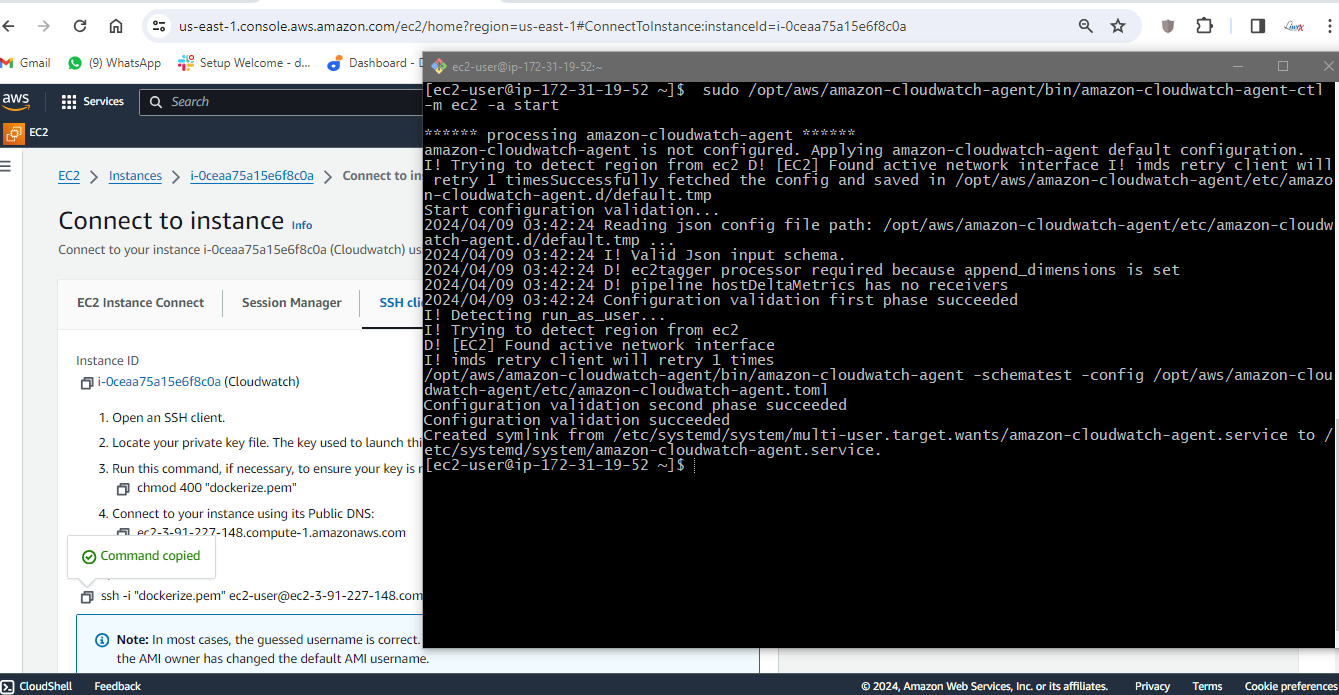 us-east-1.console.aws.amazon.com/ec2/home?region=us-east-1#ConnectToInstance:instanceId=i-0ceaa75a15e6f8c0a
Gmail
(9) WhatsApp
Setup Welcome - d...
Dashboard - D
aws
Services
Search
EC2
EC2
Instances
i-0ceaa75a15e6f8c0a
Connect to in
Connect to instance Info
Connect to your instance i-0ceaa75a15e6f8c0a (Cloudwatch) us
EC2 Instance Connect
Session Manager
SSH cli
Instance ID
i-0ceaa75a15e6f8c0a (Cloudwatch)
1. Open an SSH client.
2. Locate your private key file. The key used to launch thi
3. Run this command, if necessary, to ensure your key is n
chmod 400 "dockerize.pem"
4. Connect to your instance using its Public DNS:
ec2-3-91-227-148.compute-1.amazonaws.com
Command copied
ssh -i "dockerize.pem" ec2-user@ec2-3-91-227-148.com
Note: In most cases, the guessed username is correct.
the AMI owner has changed the default AMI username.
ec2-user@ip-172-31-19-52:~
[ec2-user@ip-172-31-19-52 ~]$  sudo /opt/aws/amazon-cloudwatch-agent/bin/amazon-cloudwatch-agent-ctl
-m ec2 -a start
****** processing amazon-cloudwatch-agent ******
amazon-cloudwatch-agent is not configured. Applying amazon-cloudwatch-agent default configuration.
I! Trying to detect region from ec2 D! [EC2] Found active network interface I! imds retry client will
retry 1 timesSuccessfully fetched the config and saved in /opt/aws/amazon-cloudwatch-agent/etc/amazo
n-cloudwatch-agent.d/default.tmp
Start configuration validation...
2024/04/09 03:42:24 Reading json config file path: /opt/aws/amazon-cloudwatch-agent/etc/amazon-cloudw
atch-agent.d/default.tmp ...
2024/04/09 03:42:24 I! Valid Json input schema.
2024/04/09 03:42:24 D! ec2tagger processor required because append_dimensions is set
2024/04/09 03:42:24 D! pipeline hostDeltaMetrics has no receivers
2024/04/09 03:42:24 Configuration validation first phase succeeded
I! Detecting run_as_user...
I! Trying to detect region from ec2
D! [EC2] Found active network interface
I! imds retry client will retry 1 times
/opt/aws/amazon-cloudwatch-agent/bin/amazon-cloudwatch-agent -schematest -config /opt/aws/amazon-clou
dwatch-agent/etc/amazon-cloudwatch-agent.toml
Configuration validation second phase succeeded
Configuration validation succeeded
Created symlink from /etc/systemd/system/multi-user.target.wants/amazon-cloudwatch-agent.service to /
etc/systemd/system/amazon-cloudwatch-agent.service.
[ec2-user@ip-172-31-19-52 ~]$
CloudShell
Feedback
© 2024, Amazon Web Services, Inc. or its affiliates.
Privacy
Terms
Cookie preferences